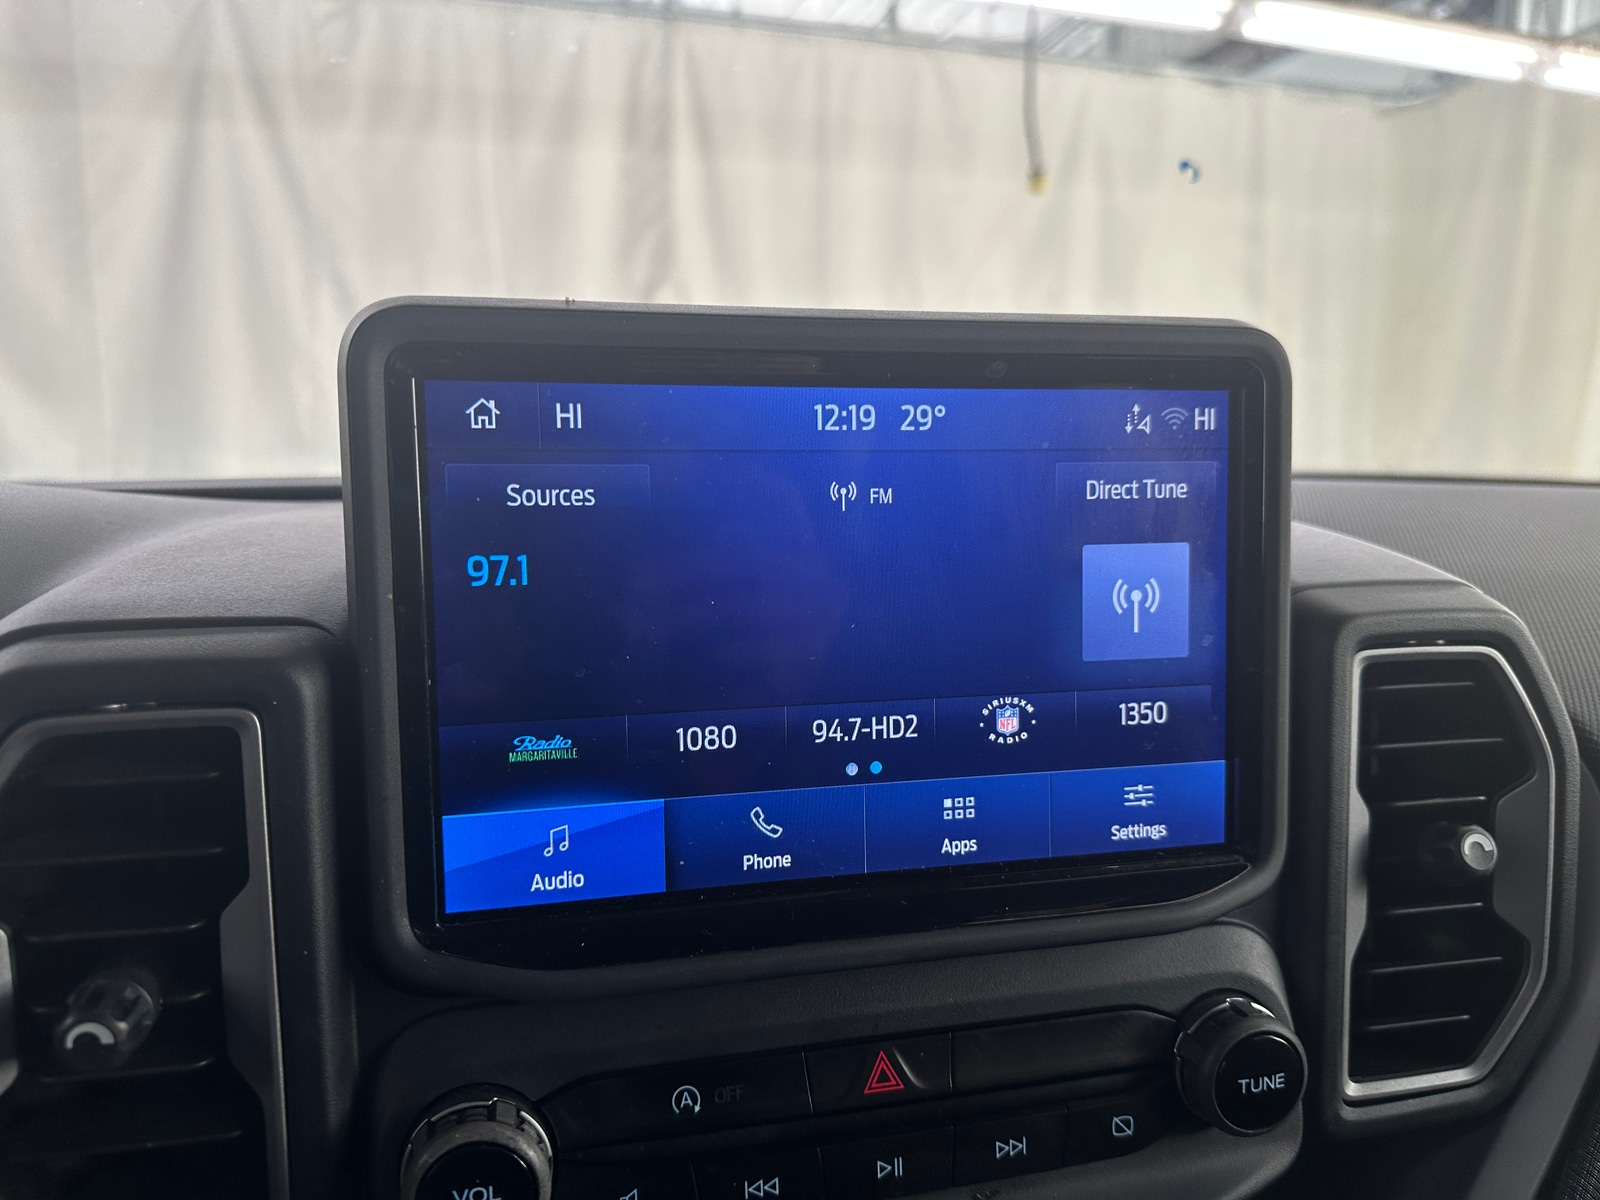 HI 12:19 29° HI
Sources FM Direct Tune
97.1
Radio
MARGARITAVILLE
1080
94.7-HD2
SIRIUSXM
NFL
RADIO
1350
Audio
Phone
Apps
Settings
A OFF
TUNE
VOL